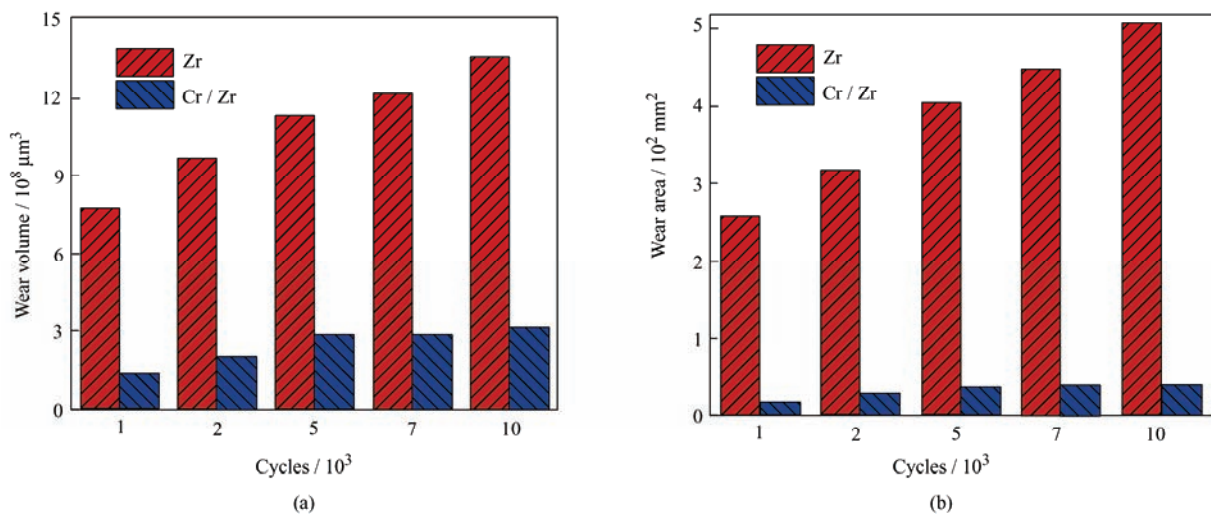 15
12
9
6
3
0
Wear volume / 10⁸ μm³
Zr
Cr / Zr
1 2 5 7 10
Cycles / 10³
(a)
5
4
3
2
1
0
Wear area / 10² mm²
Zr
Cr / Zr
1 2 5 7 10
Cycles / 10³
(b)